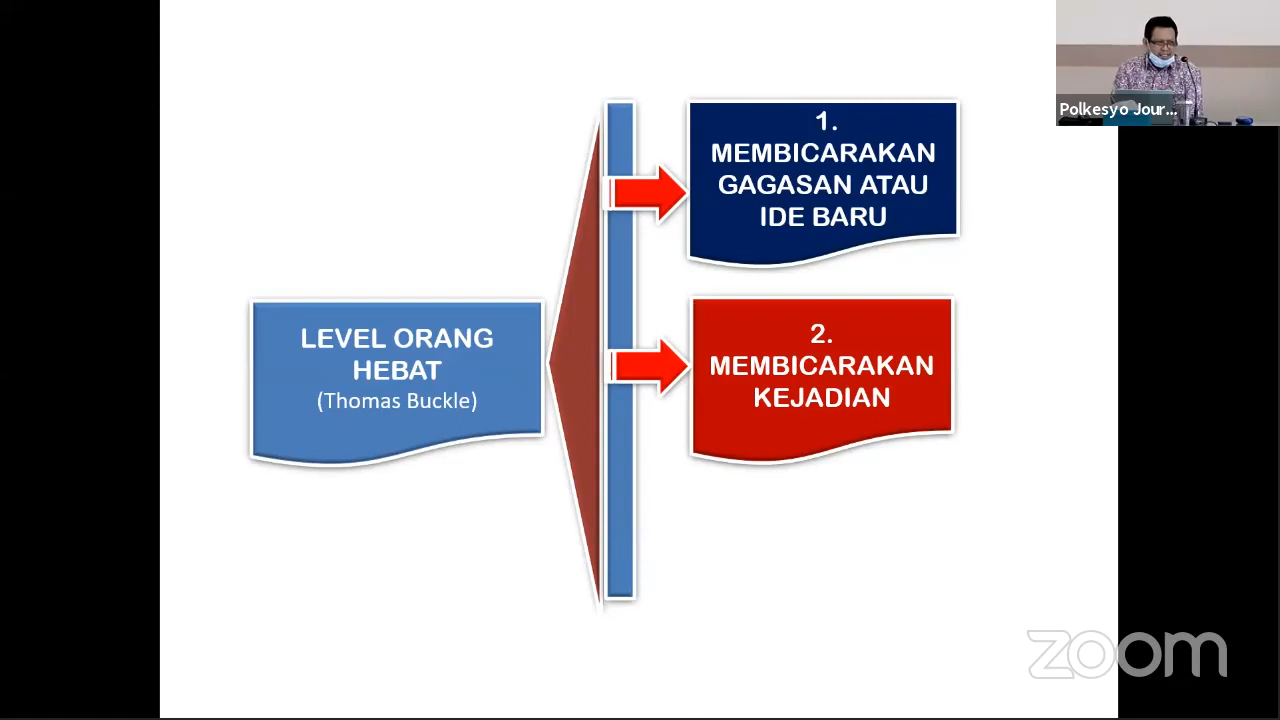 Polkesyo Jour...
1.
MEMBICARAKAN
GAGASAN ATAU
IDE BARU
LEVEL ORANG
HEBAT
(Thomas Buckle)
2.
MEMBICARAKAN
KEJADIAN
zoom